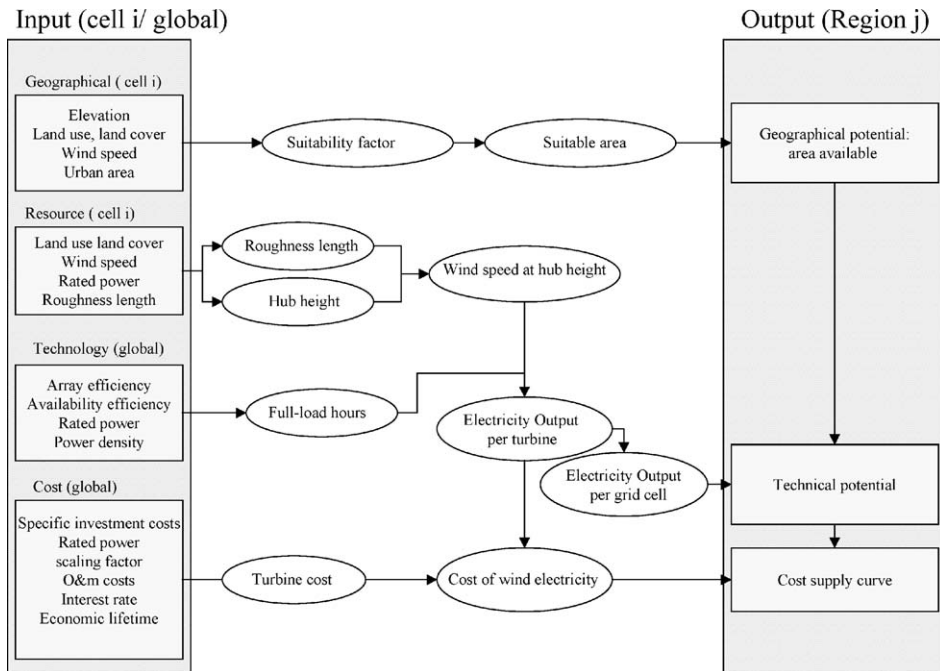 Input (cell i/ global)
Output (Region j)
Geographical ( cell i)
Elevation
Land use, land cover
Wind speed
Urban area
Suitability factor
Suitable area
Geographical potential:
area available
Resource ( cell i)
Land use land cover
Wind speed
Rated power
Roughness length
Roughness length
Hub height
Wind speed at hub height
Technology (global)
Array efficiency
Availability efficiency
Rated power
Power density
Full-load hours
Electricity Output
per turbine
Electricity Output
per grid cell
Technical potential
Cost (global)
Specific investment costs
Rated power
scaling factor
O&m costs
Interest rate
Economic lifetime
Turbine cost
Cost of wind electricity
Cost supply curve